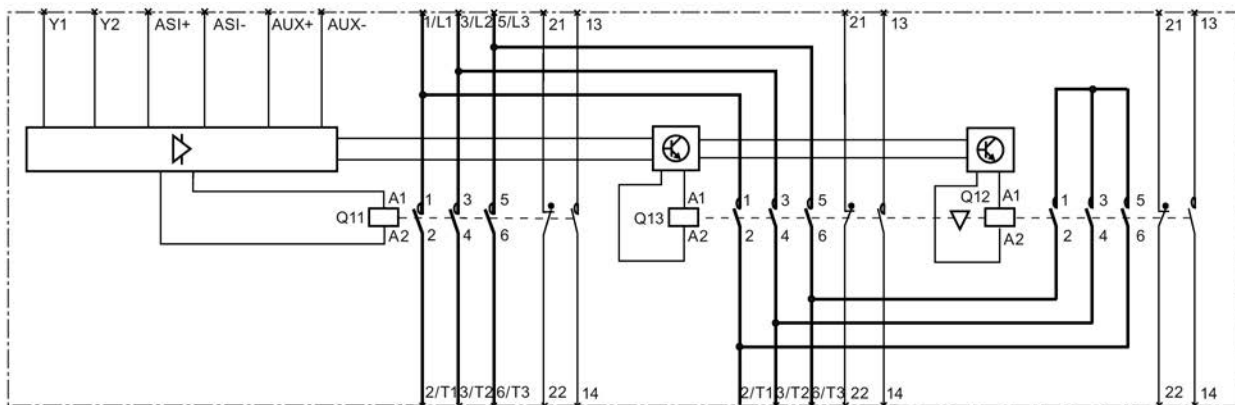 Y1 Y2 ASI+ ASI- AUX+ AUX- 1/L1 3/L2 5/L3 21 13 21 13 21 13
A1 1 3 5 A1 1 3 5 Q12 A1 1 3 5
Q11 Q13
A2 2 4 6 A2 2 4 6 A2 2 4 6
2/T1 3/T2 6/T3 22 14 2/T1 3/T2 6/T3 22 14 22 14